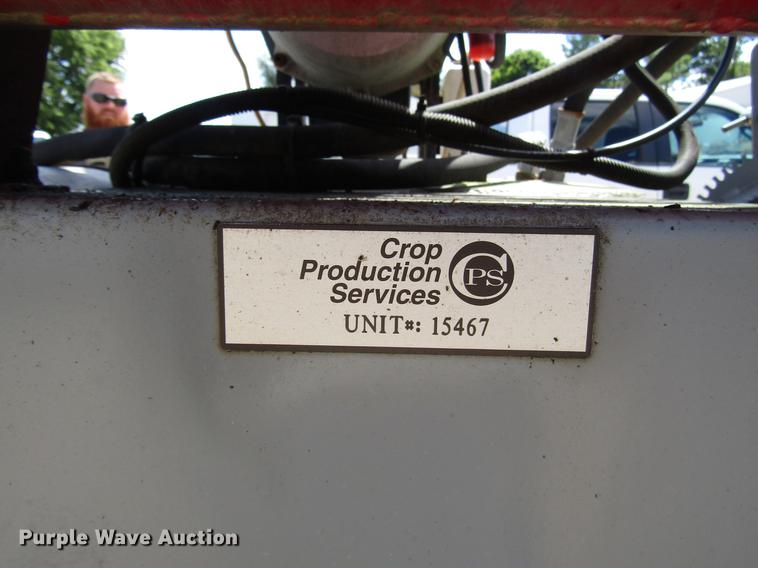 Crop
Production
Services
CPS
UNIT#: 15467
Purple Wave Auction